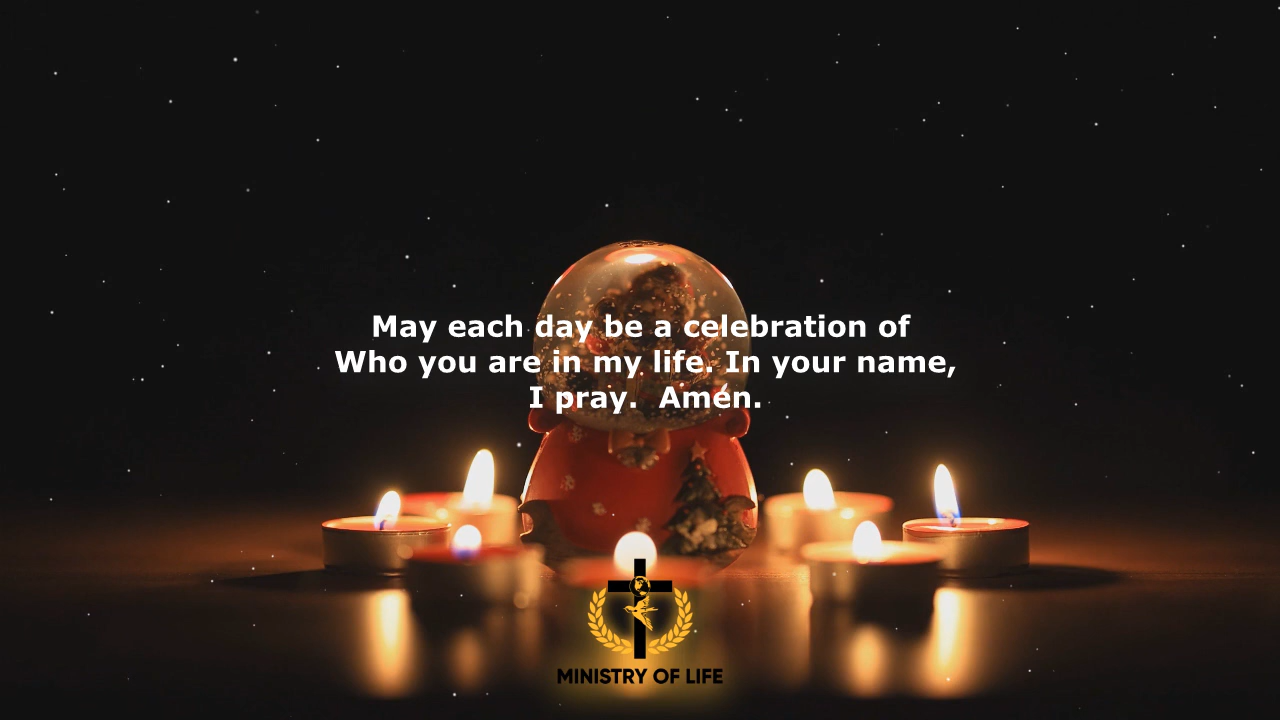 May each day be a celebration of
Who you are in my life. In your name,
I pray.  Amen.
MINISTRY OF LIFE